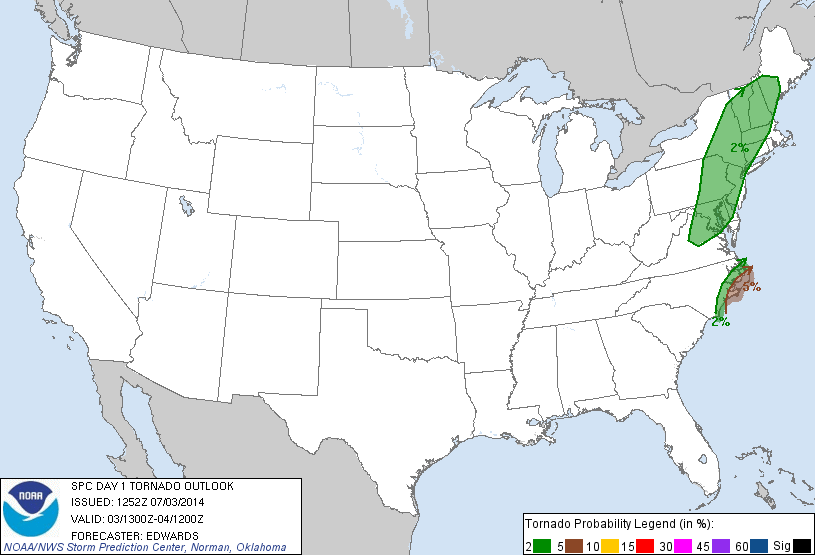 2%
5%
2%
NOAA
SPC DAY 1 TORNADO OUTLOOK
ISSUED: 1252Z 07/03/2014
VALID: 03/1300Z-04/1200Z
FORECASTER: EDWARDS
NOAA/NWS Storm Prediction Center, Norman, Oklahoma
Tornado Probability Legend (in %):
2 5 10 15 30 45 60 Sig